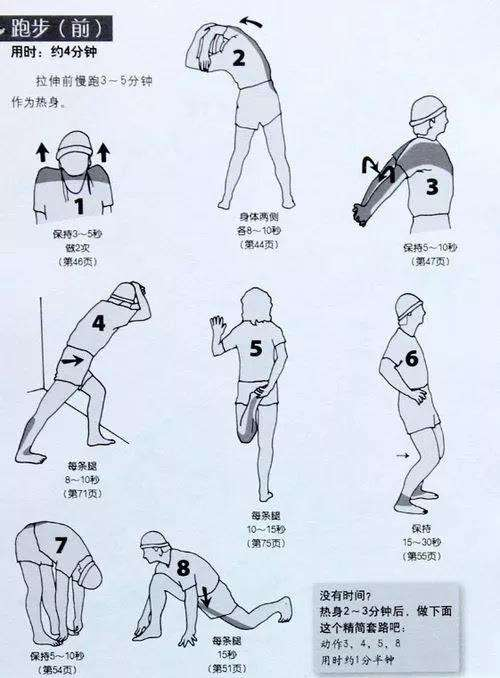 跑步（前）
用时：约4分钟
拉伸前慢跑3～5分钟
作为热身。
1
保持3～5秒
做2次
（第46页）
2
身体两侧
各8～10秒
（第44页）
3
保持5～10秒
（第47页）
4
每条腿
8～10秒
（第71页）
5
每条腿
10～15秒
（第75页）
6
保持
15～30秒
（第55页）
7
保持5～10秒
（第54页）
8
每条腿
15秒
（第51页）
没有时间？
热身2～3分钟后，做下面
这个精简套路吧：
动作3、4、5、8
用时约1分半钟